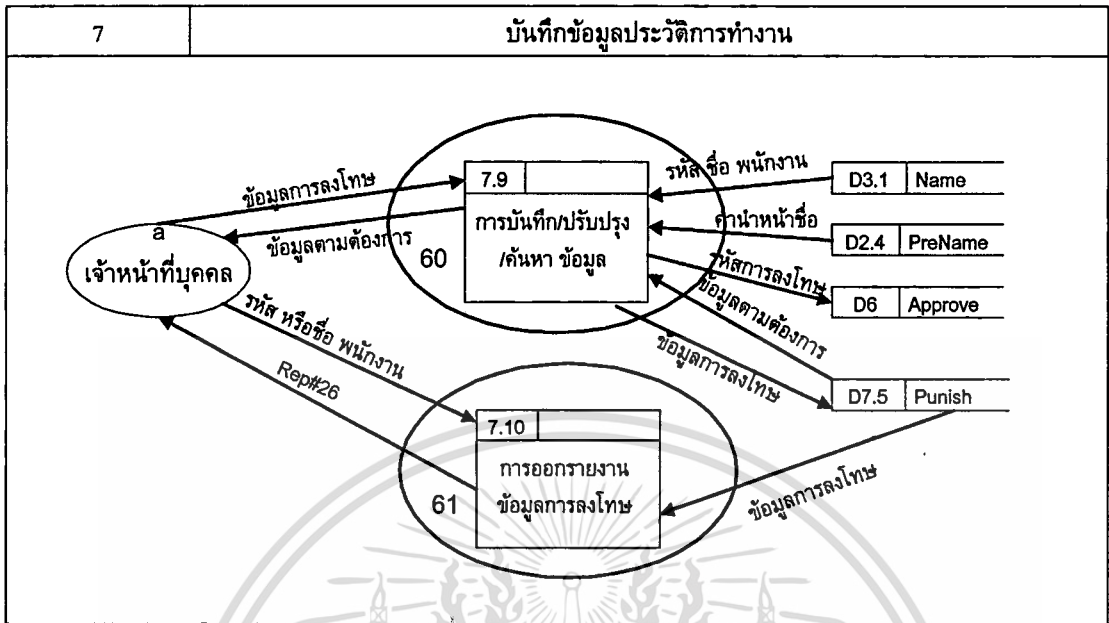 7
บันทึกข้อมูลประวัติการทำงาน
ข้อมูลการลงโทษ
7.9
รหัส ชื่อ พนักงาน
D3.1 Name
a
เจ้าหน้าที่บุคคล
ข้อมูลตามต้องการ
60
การบันทึก/ปรับปรุง
/ค้นหา ข้อมูล
คำนำหน้าชื่อ
D2.4 PreName
รหัสการลงโทษ
D6 Approve
ข้อมูลตามต้องการ
รหัส หรือชื่อ พนักงาน
ข้อมูลการลงโทษ
D7.5 Punish
Rep#26
7.10
การออกรายงาน
ข้อมูลการลงโทษ
61
ข้อมูลการลงโทษ